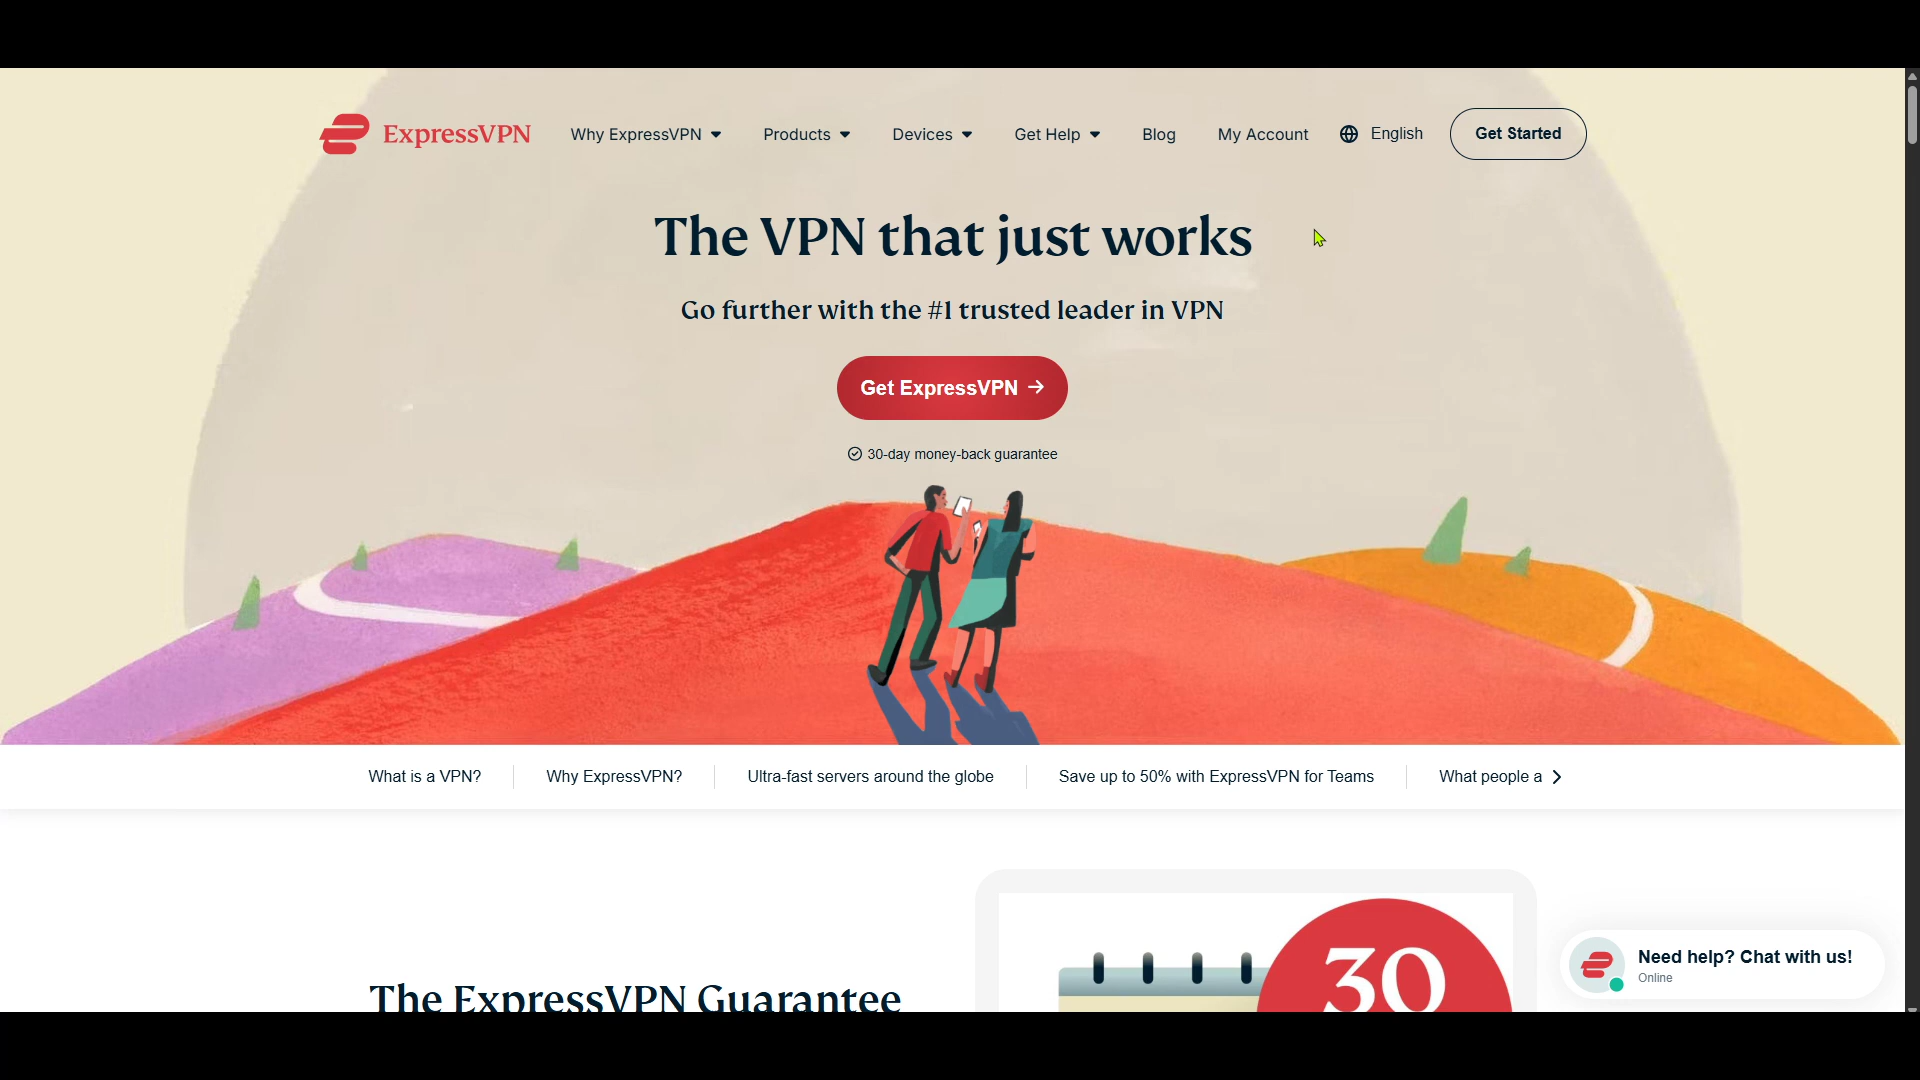 ExpressVPN
Why ExpressVPN
Products
Devices
Get Help
Blog
My Account
English
Get Started
The VPN that just works
Go further with the #1 trusted leader in VPN
Get ExpressVPN
30-day money-back guarantee
What is a VPN?
Why ExpressVPN?
Ultra-fast servers around the globe
Save up to 50% with ExpressVPN for Teams
What people a
The ExpressVPN Guarantee
30
Need help? Chat with us!
Online